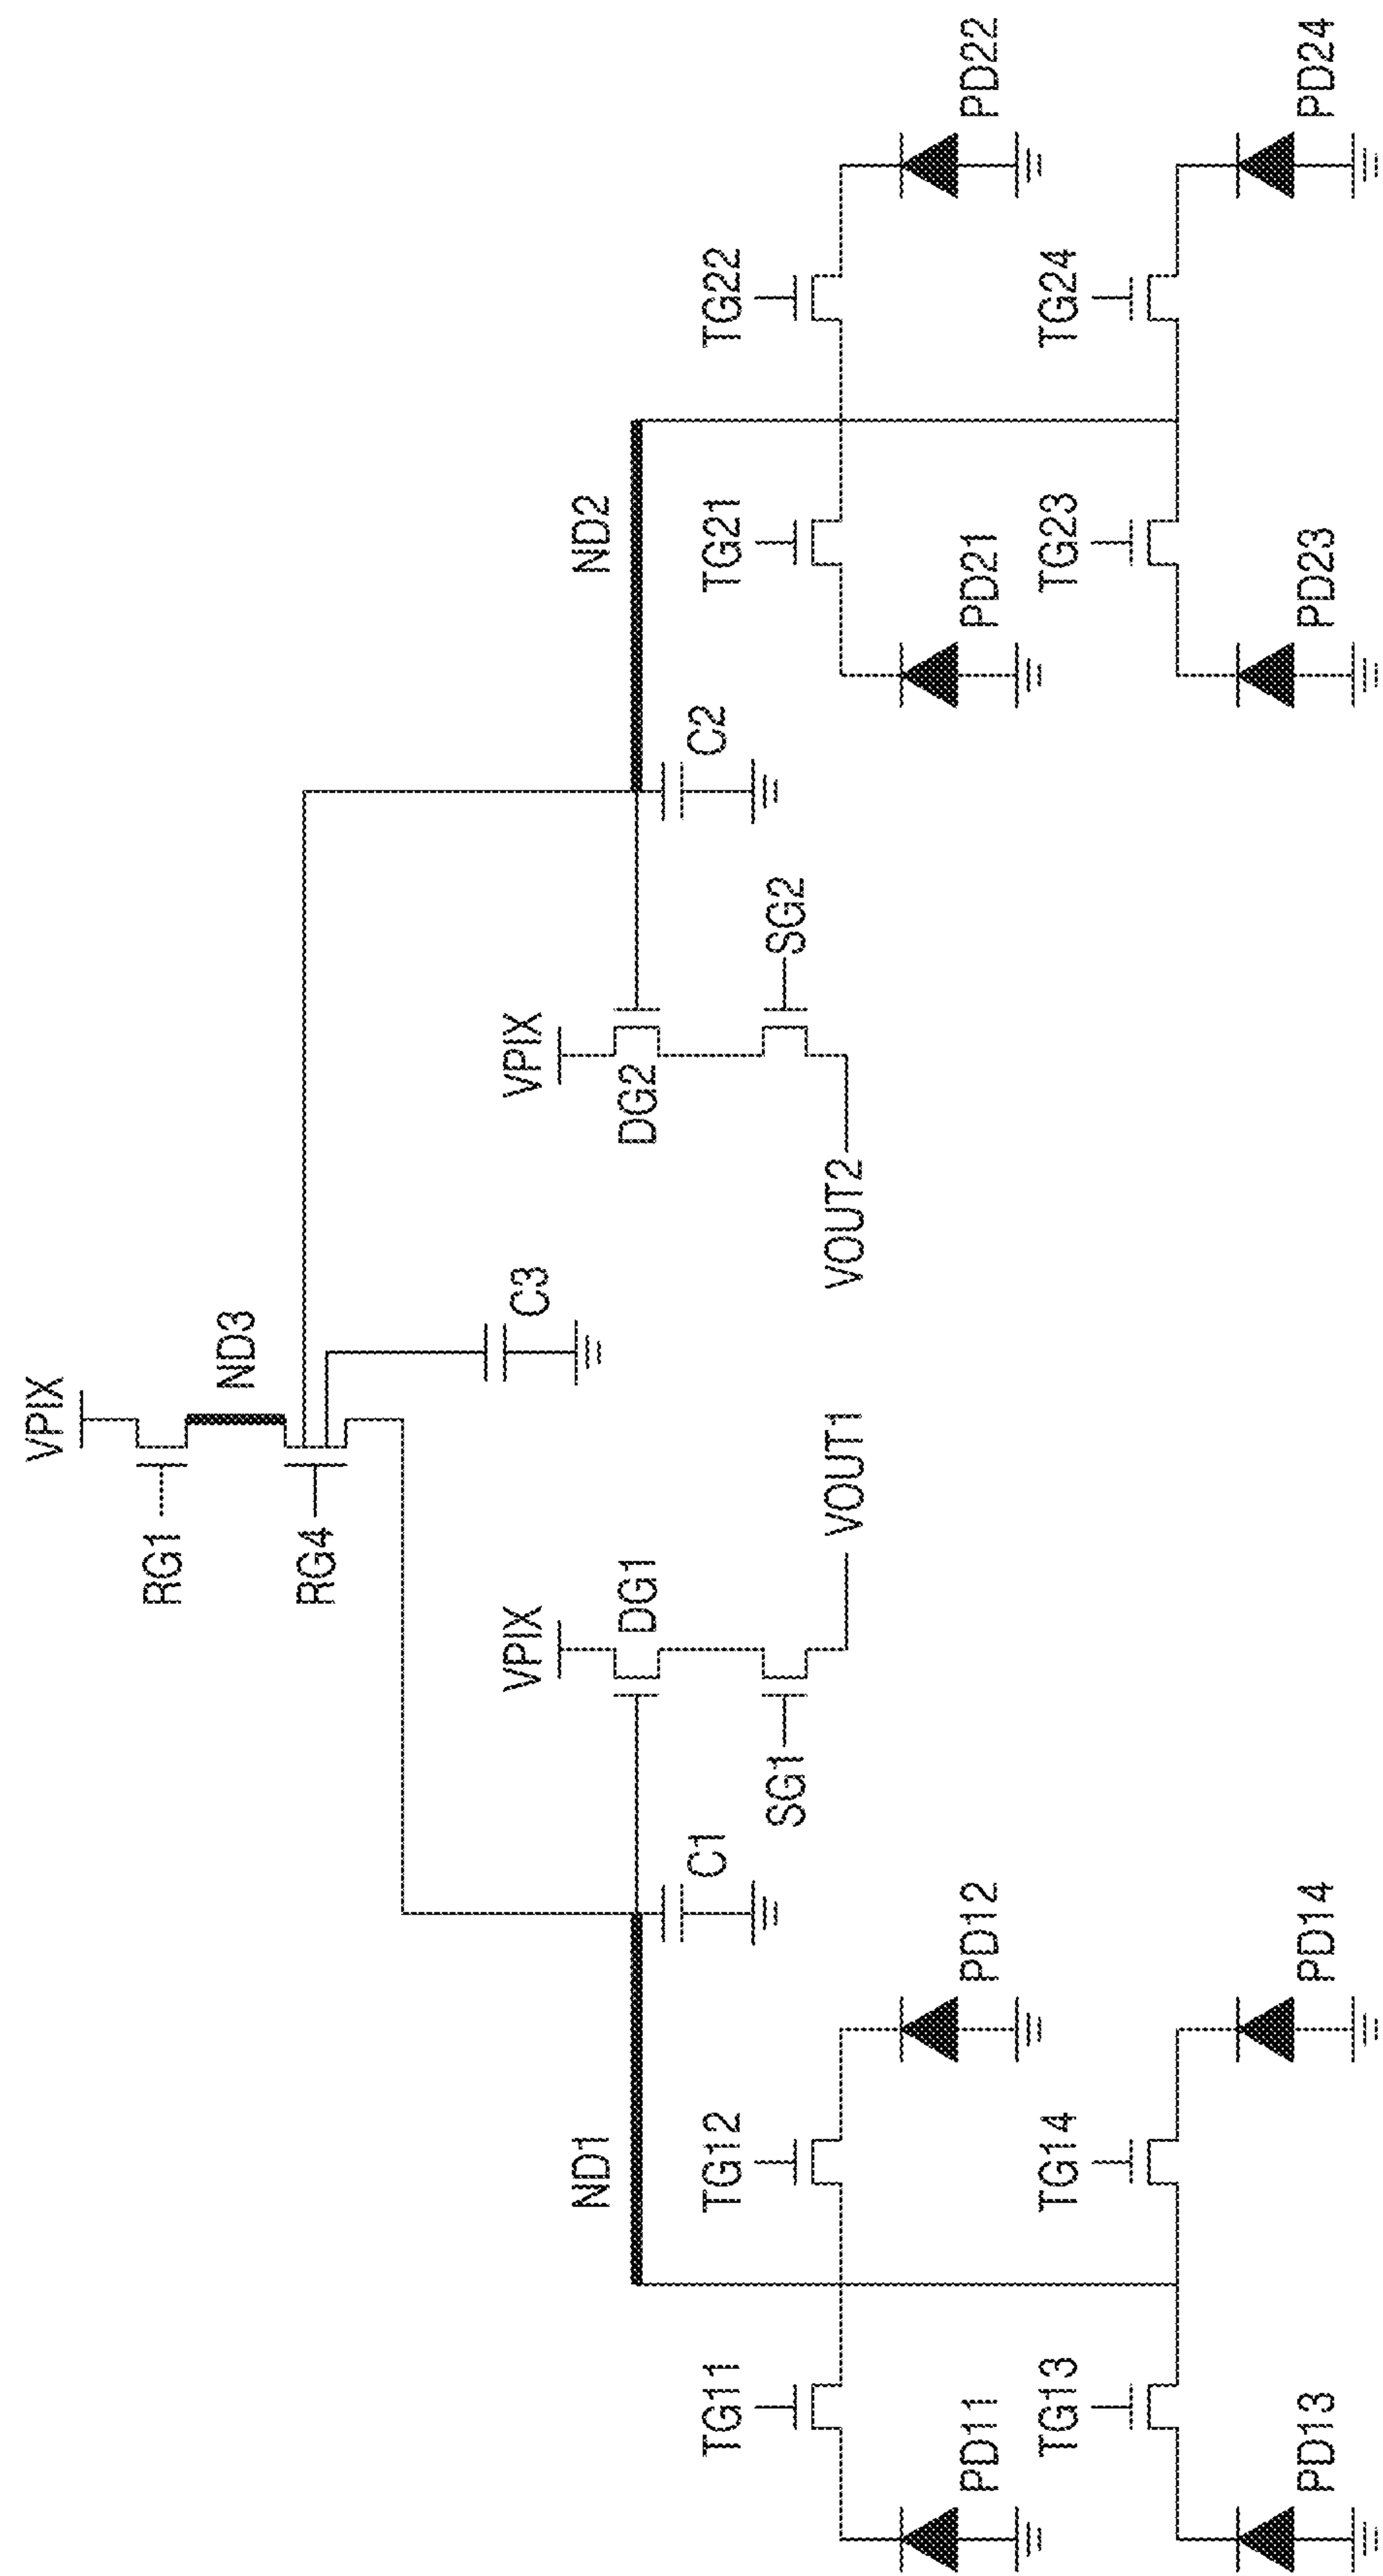 VPIX
RG1
ND3
RG4
C3
VPIX
DG1
VPIX
DG2
ND1
C1
C2
ND2
SG1
VOUT1
VOUT2
SG2
TG11
TG12
TG21
TG22
PD11
PD12
PD21
PD22
TG13
TG14
TG23
TG24
PD13
PD14
PD23
PD24